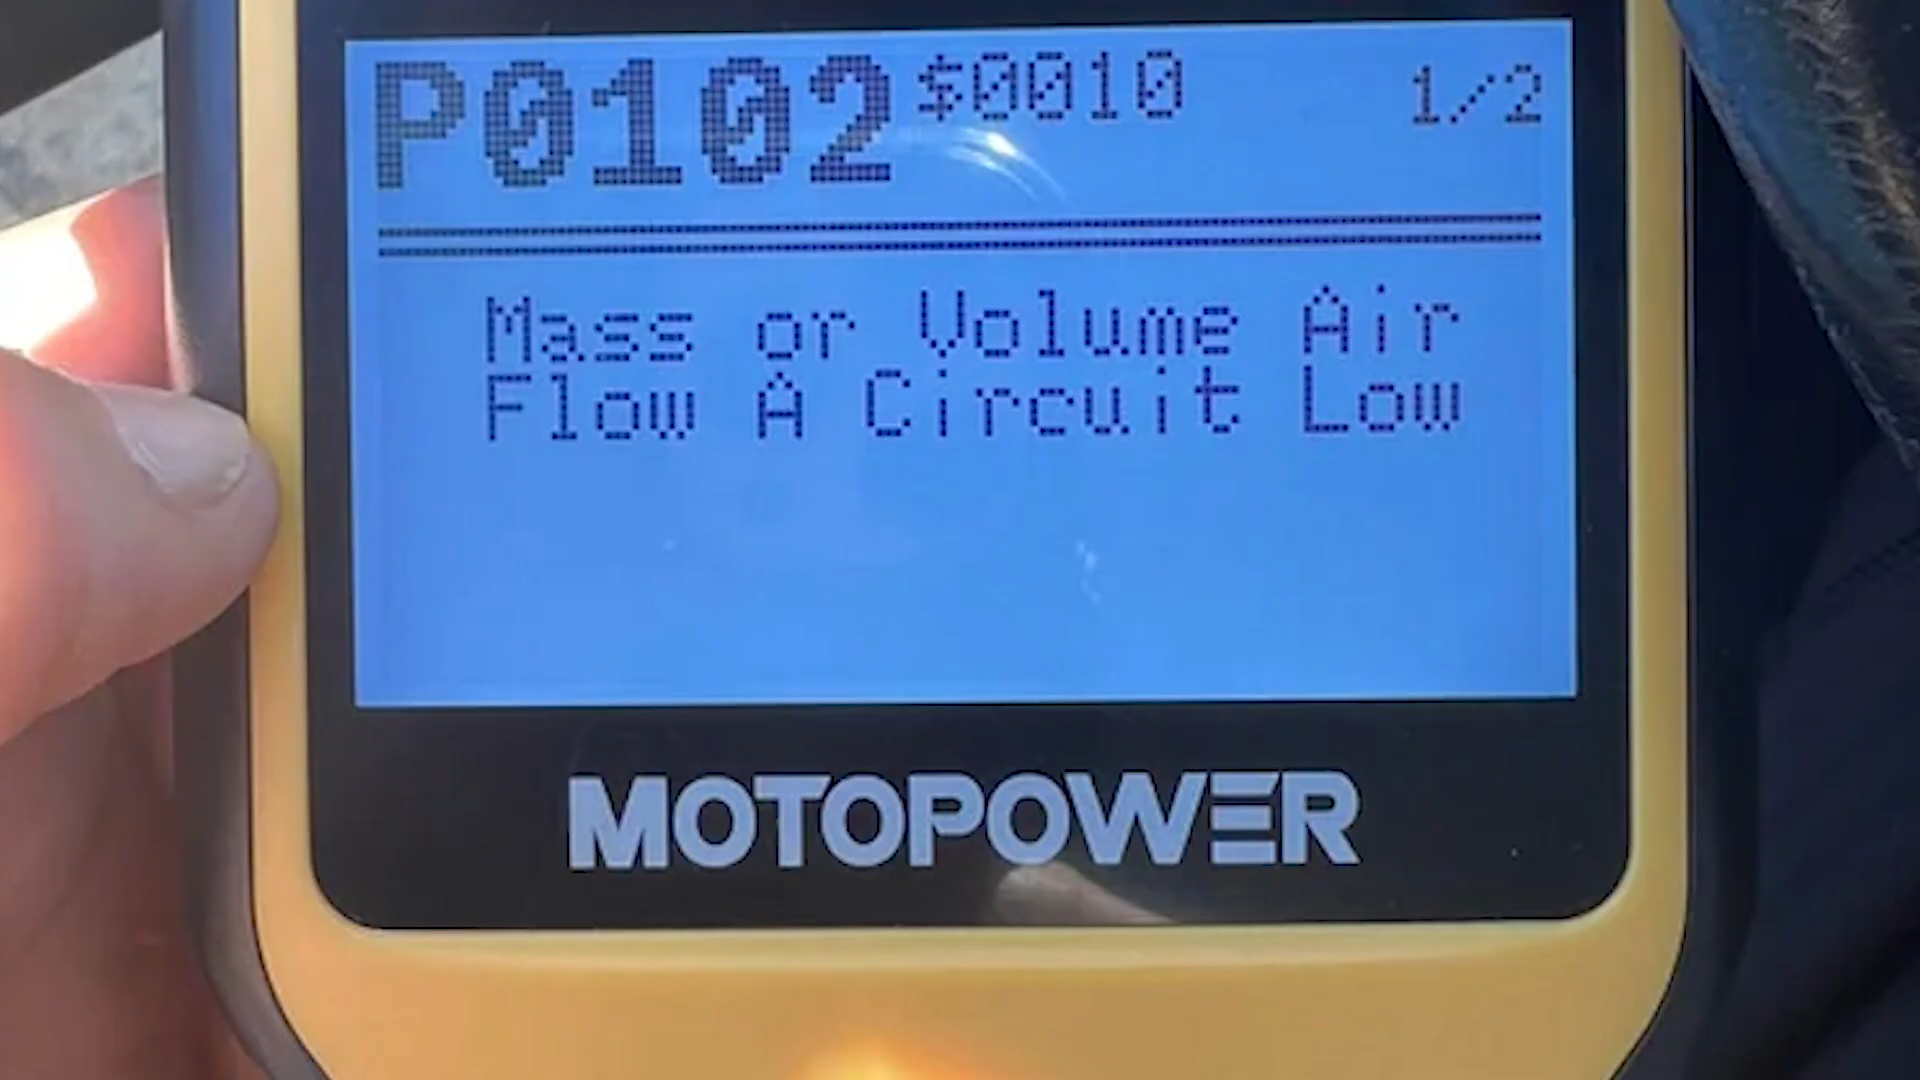 P0102 $0010 1/2
Mass or Volume Air
Flow A Circuit Low
MOTOPOWER